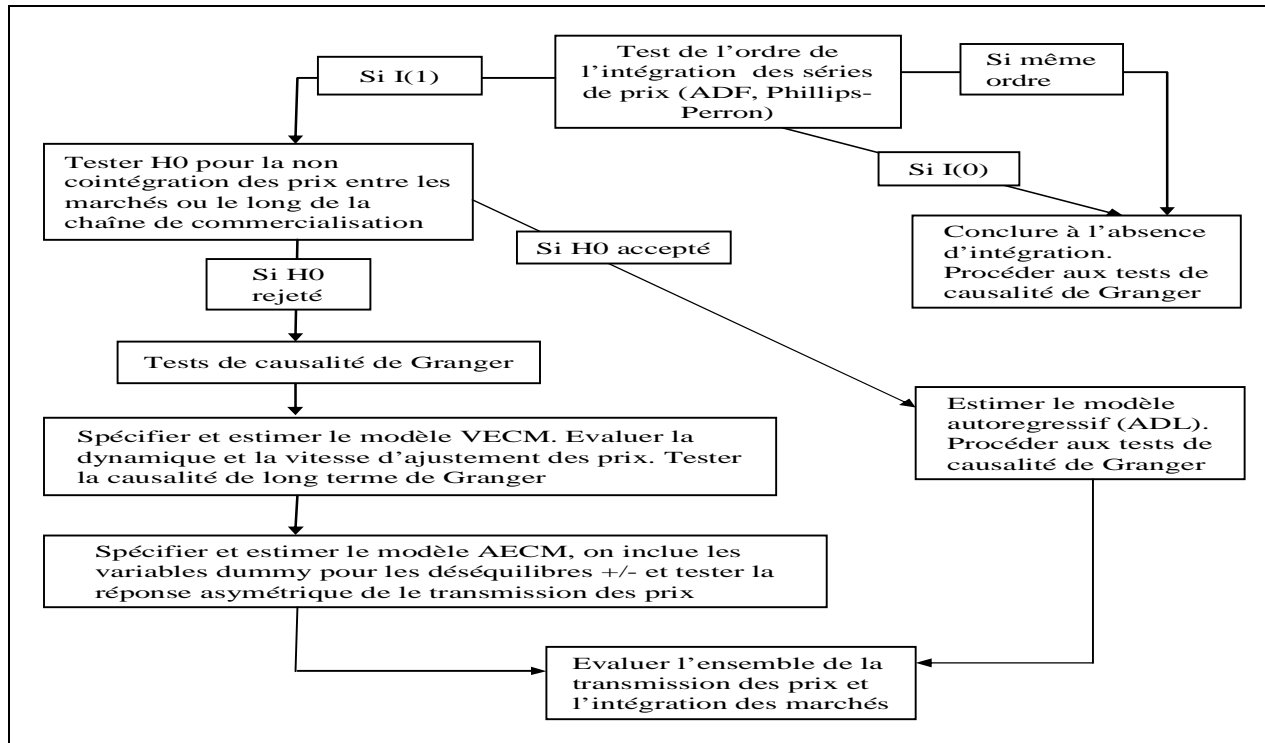 Test de l'ordre de
l'intégration des séries
de prix (ADF, Phillips-
Perron)
Si I(1)
Si même
ordre
Tester H0 pour la non
cointégration des prix entre les
marchés ou le long de la
chaîne de commercialisation
Si I(0)
Si H0 accepté
Conclure à l'absence
d'intégration.
Procéder aux tests de
causalité de Granger
Si H0
rejeté
Tests de causalité de Granger
Estimer le modèle
autoregressif (ADL).
Procéder aux tests de
causalité de Granger
Spécifier et estimer le modèle VECM. Evaluer la
dynamique et la vitesse d'ajustement des prix. Tester
la causalité de long terme de Granger
Spécifier et estimer le modèle AECM, on inclue les
variables dummy pour les déséquilibres +/- et tester la
réponse asymétrique de le transmission des prix
Evaluer l'ensemble de la
transmission des prix et
l'intégration des marchés